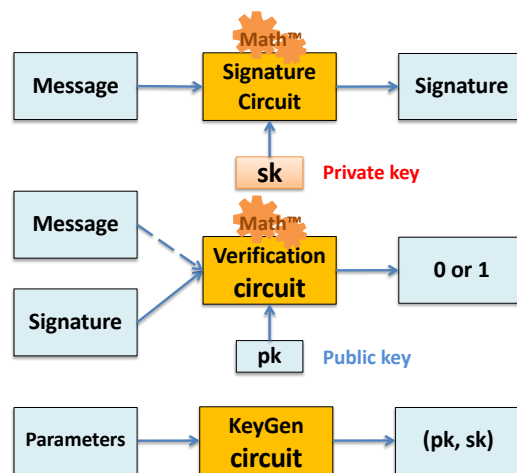 Math™
Message
Signature
Circuit
Signature
sk
Private key
Message
Math™
Verification
circuit
0 or 1
Signature
pk
Public key
Parameters
KeyGen
circuit
(pk, sk)